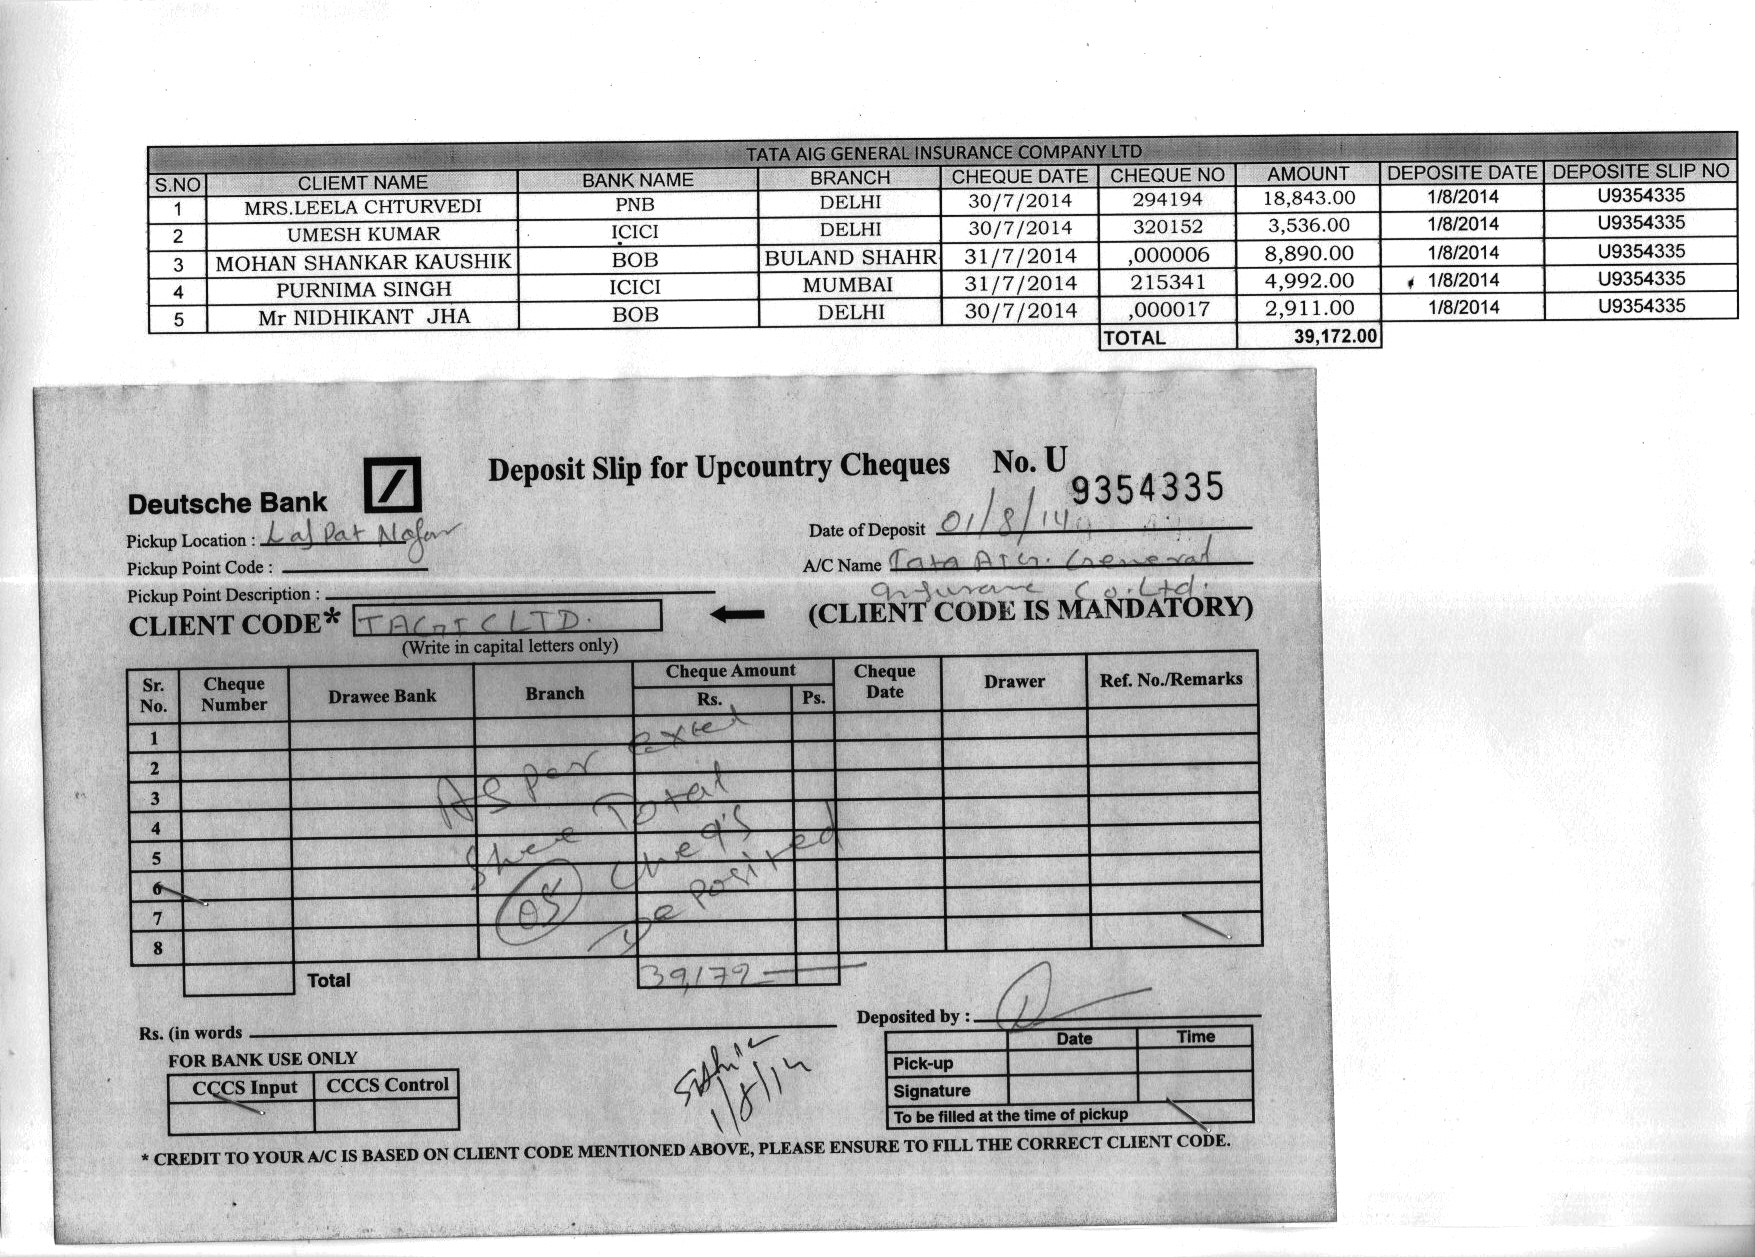 TATA AIG GENERAL INSURANCE COMPANY LTD
S.NO CLIEMT NAME BANK NAME BRANCH CHEQUE DATE CHEQUE NO AMOUNT DEPOSITE DATE DEPOSITE SLIP NO
1 MRS.LEELA CHTURVEDI PNB DELHI 30/7/2014 294194 18,843.00 1/8/2014 U9354335
2 UMESH KUMAR ICICI DELHI 30/7/2014 320152 3,536.00 1/8/2014 U9354335
3 MOHAN SHANKAR KAUSHIK BOB BULAND SHAHR 31/7/2014 ,000006 8,890.00 1/8/2014 U9354335
4 PURNIMA SINGH ICICI MUMBAI 31/7/2014 215341 4,992.00 1/8/2014 U9354335
5 Mr NIDHIKANT JHA BOB DELHI 30/7/2014 ,000017 2,911.00 1/8/2014 U9354335
TOTAL 39,172.00
Deutsche Bank Deposit Slip for Upcountry Cheques No. U 9354335
Pickup Location : Laj Pat Nagar Date of Deposit 01/8/14
Pickup Point Code : A/C Name Tata AIG. General
Pickup Point Description : Insurance Co. Ltd.
CLIENT CODE* TAGICLTD. (CLIENT CODE IS MANDATORY)
(Write in capital letters only)
Sr. No. Cheque Number Drawee Bank Branch Cheque Amount Rs. Ps. Cheque Date Drawer Ref. No./Remarks
1
2
3
4
5
6
7
8
As per excel
Shee Total
05 Cheq's
Deposited
Total 39,172
Deposited by :
Rs. (in words
Date Time
FOR BANK USE ONLY
Pick-up
CCCS Input CCCS Control
Signature
1/8/14
To be filled at the time of pickup
* CREDIT TO YOUR A/C IS BASED ON CLIENT CODE MENTIONED ABOVE, PLEASE ENSURE TO FILL THE CORRECT CLIENT CODE.